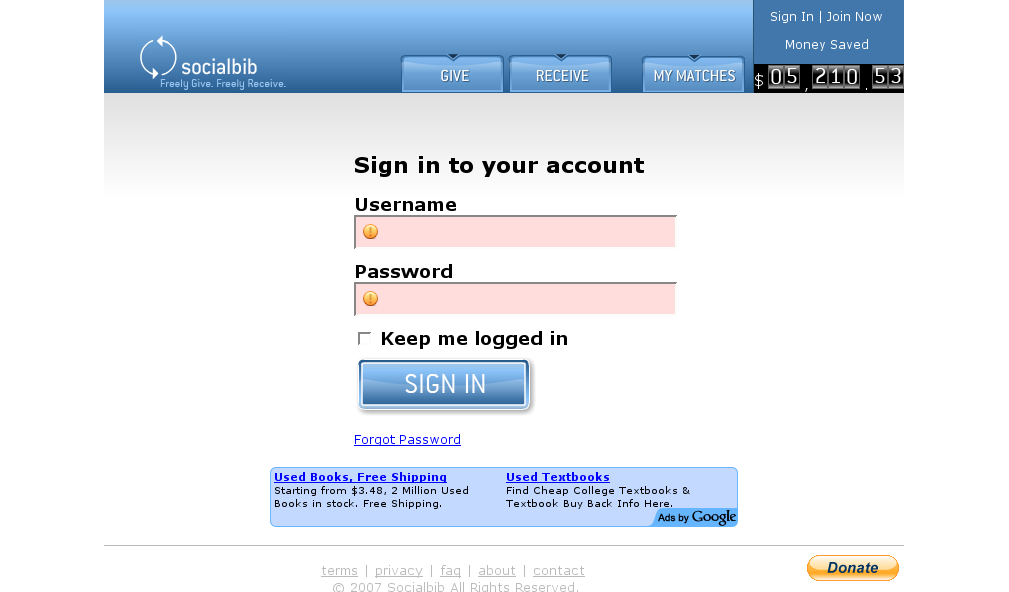 Sign In | Join Now
Money Saved
$ 05,210.53
socialbib
Freely Give. Freely Receive.
GIVE
RECEIVE
MY MATCHES
Sign in to your account
Username
Password
Keep me logged in
SIGN IN
Forgot Password
Used Books, Free Shipping
Starting from $3.48, 2 Million Used
Books in stock. Free Shipping.
Used Textbooks
Find Cheap College Textbooks &
Textbook Buy Back Info Here.
Ads by Google
terms | privacy | faq | about | contact
© 2007 Socialbib All Rights Reserved.
Donate